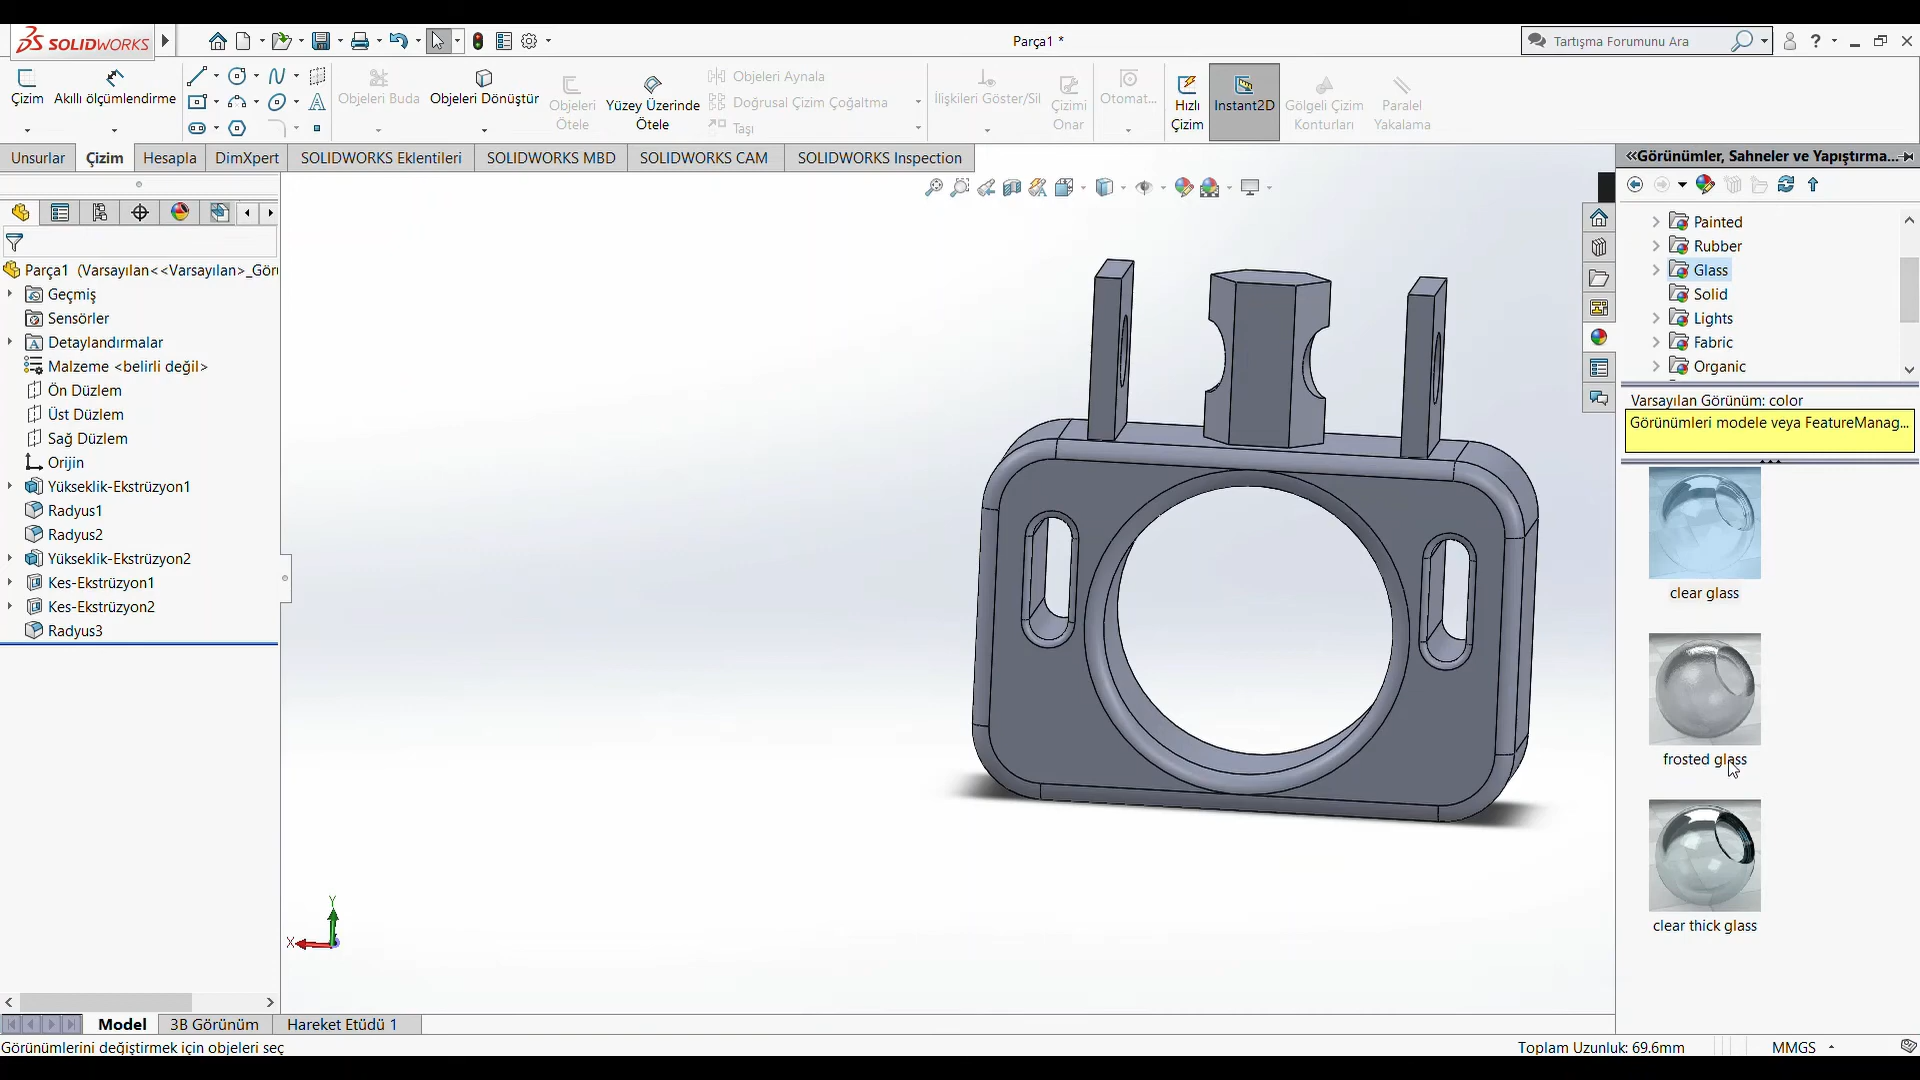 SOLIDWORKS
Parça1 *
Tartışma Forumunu Ara
Çizim
Akıllı ölçümlendirme
Objeleri Buda
Objeleri Dönüştür
Objeleri
Ötele
Yüzey Üzerinde
Ötele
Objeleri Aynala
Doğrusal Çizim Çoğaltma
Taşı
İlişkileri Göster/Sil
Çizimi
Onar
Otomat...
Hızlı
Çizim
Instant2D
Gölgeli Çizim
Konturları
Paralel
Yakalama
Unsurlar
Çizim
Hesapla
DimXpert
SOLIDWORKS Eklentileri
SOLIDWORKS MBD
SOLIDWORKS CAM
SOLIDWORKS Inspection
Görünümler, Sahneler ve Yapıştırma...
Parça1 (Varsayılan<<Varsayılan>_Görü
Geçmiş
Sensörler
Detaylandırmalar
Malzeme <belirli değil>
Ön Düzlem
Üst Düzlem
Sağ Düzlem
Orijin
Yükseklik-Ekstrüzyon1
Radyus1
Radyus2
Yükseklik-Ekstrüzyon2
Kes-Ekstrüzyon1
Kes-Ekstrüzyon2
Radyus3
Y
X
Painted
Rubber
Glass
Solid
Lights
Fabric
Organic
Varsayılan Görünüm: color
Görünümleri modele veya FeatureManag...
clear glass
frosted glass
clear thick glass
Model
3B Görünüm
Hareket Etüdü 1
Görünümlerini değiştirmek için objeleri seç
Toplam Uzunluk: 69.6mm
MMGS